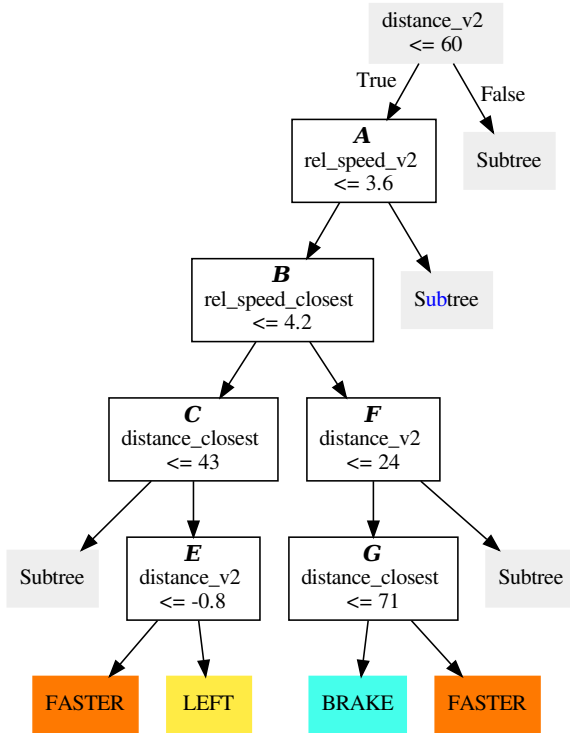 distance_v2
<= 60
True
False
A
rel_speed_v2
<= 3.6
Subtree
B
rel_speed_closest
<= 4.2
Subtree
C
distance_closest
<= 43
F
distance_v2
<= 24
Subtree
E
distance_v2
<= -0.8
G
distance_closest
<= 71
Subtree
FASTER
LEFT
BRAKE
FASTER